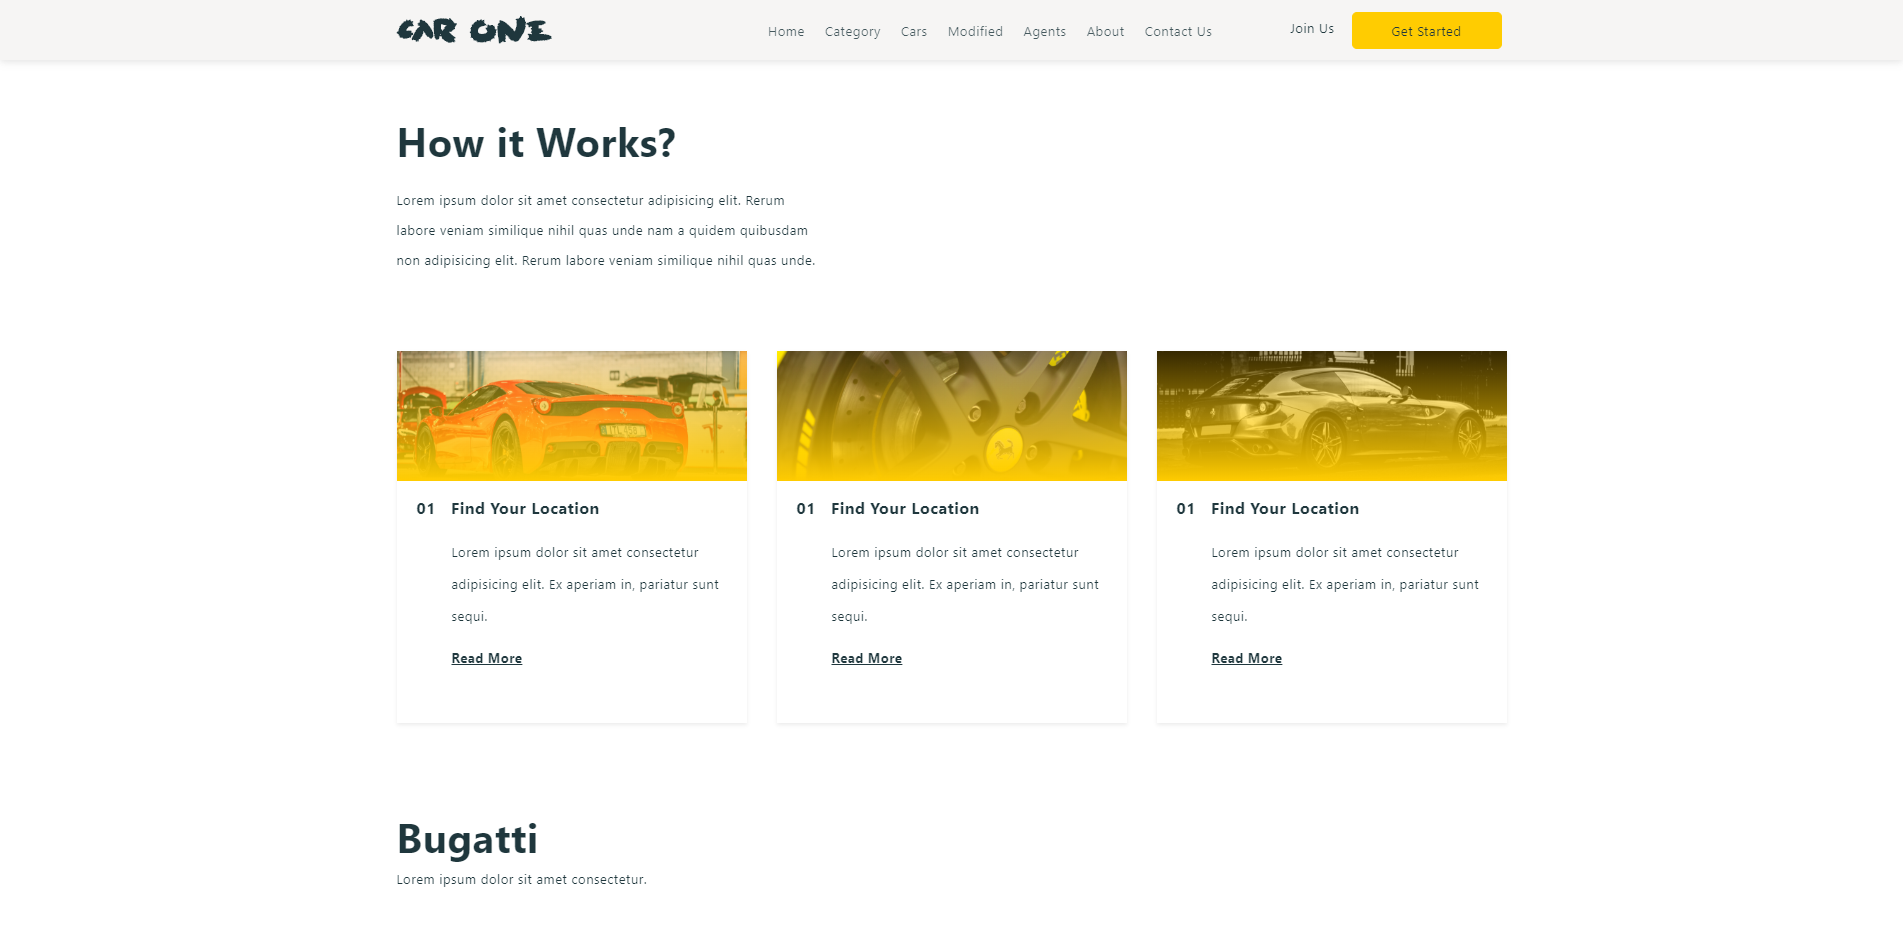 CAR ONE
Home Category Cars Modified Agents About Contact Us Join Us Get Started
How it Works?
Lorem ipsum dolor sit amet consectetur adipisicing elit. Rerum
labore veniam similique nihil quas unde nam a quidem quibusdam
non adipisicing elit. Rerum labore veniam similique nihil quas unde.
01 Find Your Location
Lorem ipsum dolor sit amet consectetur
adipisicing elit. Ex aperiam in, pariatur sunt
sequi.
Read More
01 Find Your Location
Lorem ipsum dolor sit amet consectetur
adipisicing elit. Ex aperiam in, pariatur sunt
sequi.
Read More
01 Find Your Location
Lorem ipsum dolor sit amet consectetur
adipisicing elit. Ex aperiam in, pariatur sunt
sequi.
Read More
Bugatti
Lorem ipsum dolor sit amet consectetur.